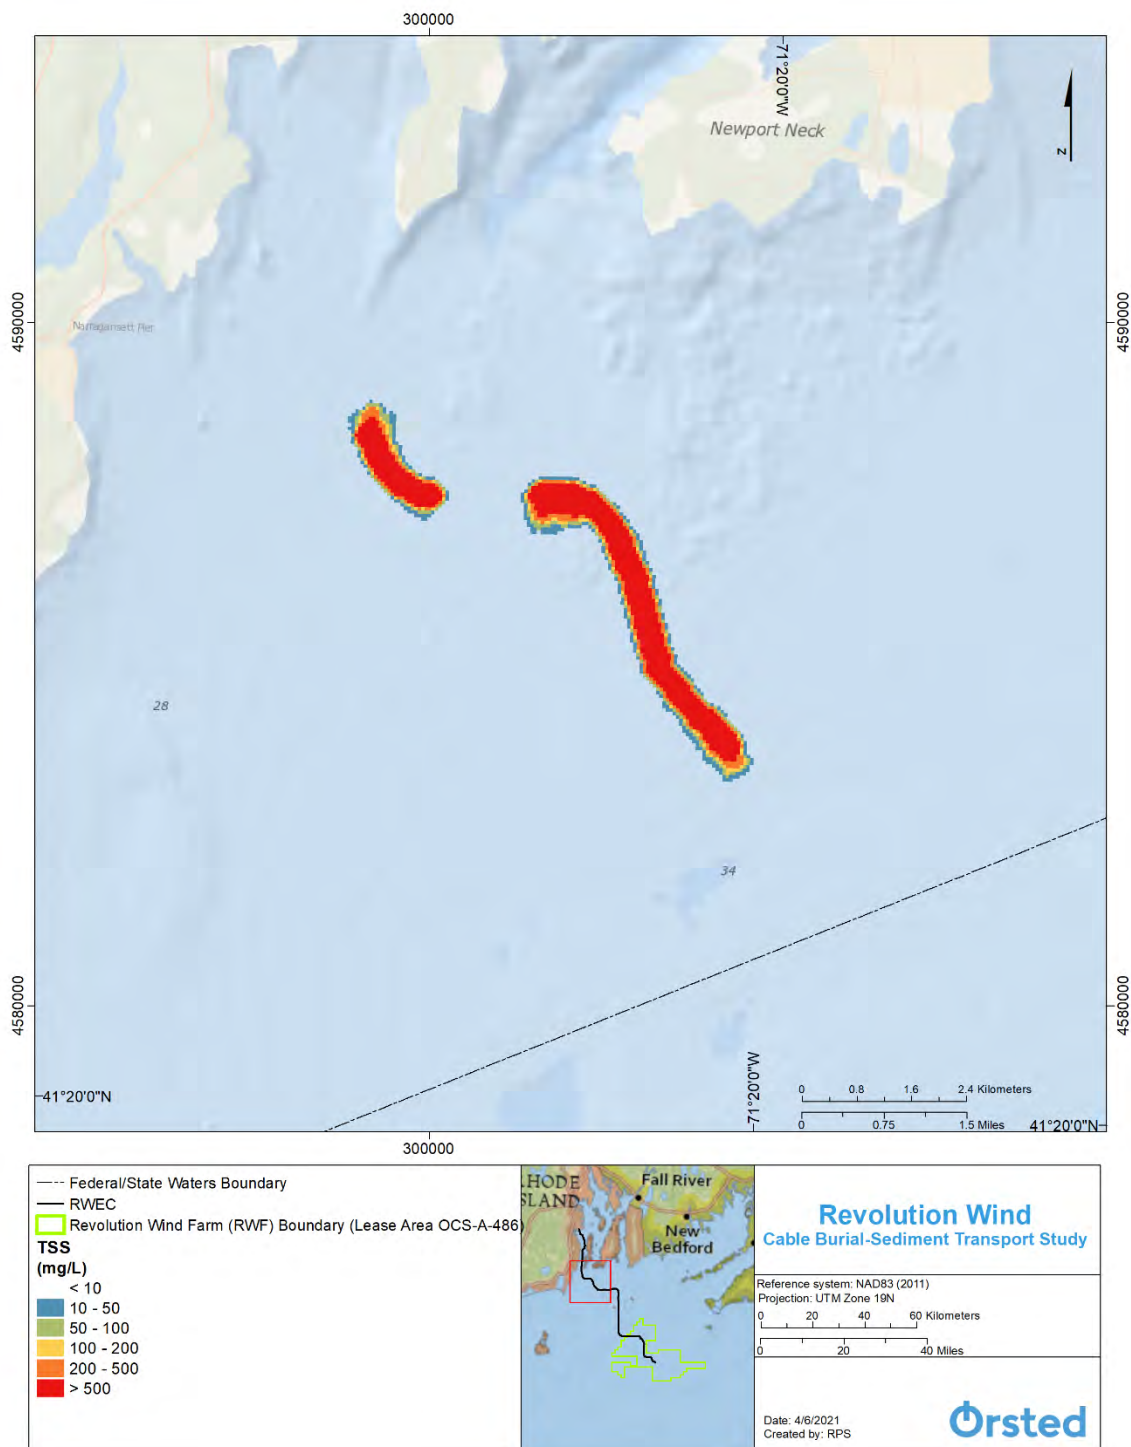 300000
71°20'0"W
Newport Neck
z
4590000
4590000
Narragansett Pier
28
34
4580000
4580000
41°20'0"N
71°20'0"W
0 0.8 1.6 2.4 Kilometers
0 0.75 1.5 Miles
41°20'0"N
300000
Federal/State Waters Boundary
RWEC
Revolution Wind Farm (RWF) Boundary (Lease Area OCS-A-486)
TSS
(mg/L)
< 10
10 - 50
50 - 100
100 - 200
200 - 500
> 500
HODE
ISLAND
Fall River
New
Bedford
Revolution Wind
Cable Burial-Sediment Transport Study
Reference system: NAD83 (2011)
Projection: UTM Zone 19N
0 20 40 60 Kilometers
0 20 40 Miles
Date: 4/6/2021
Created by: RPS
Orsted